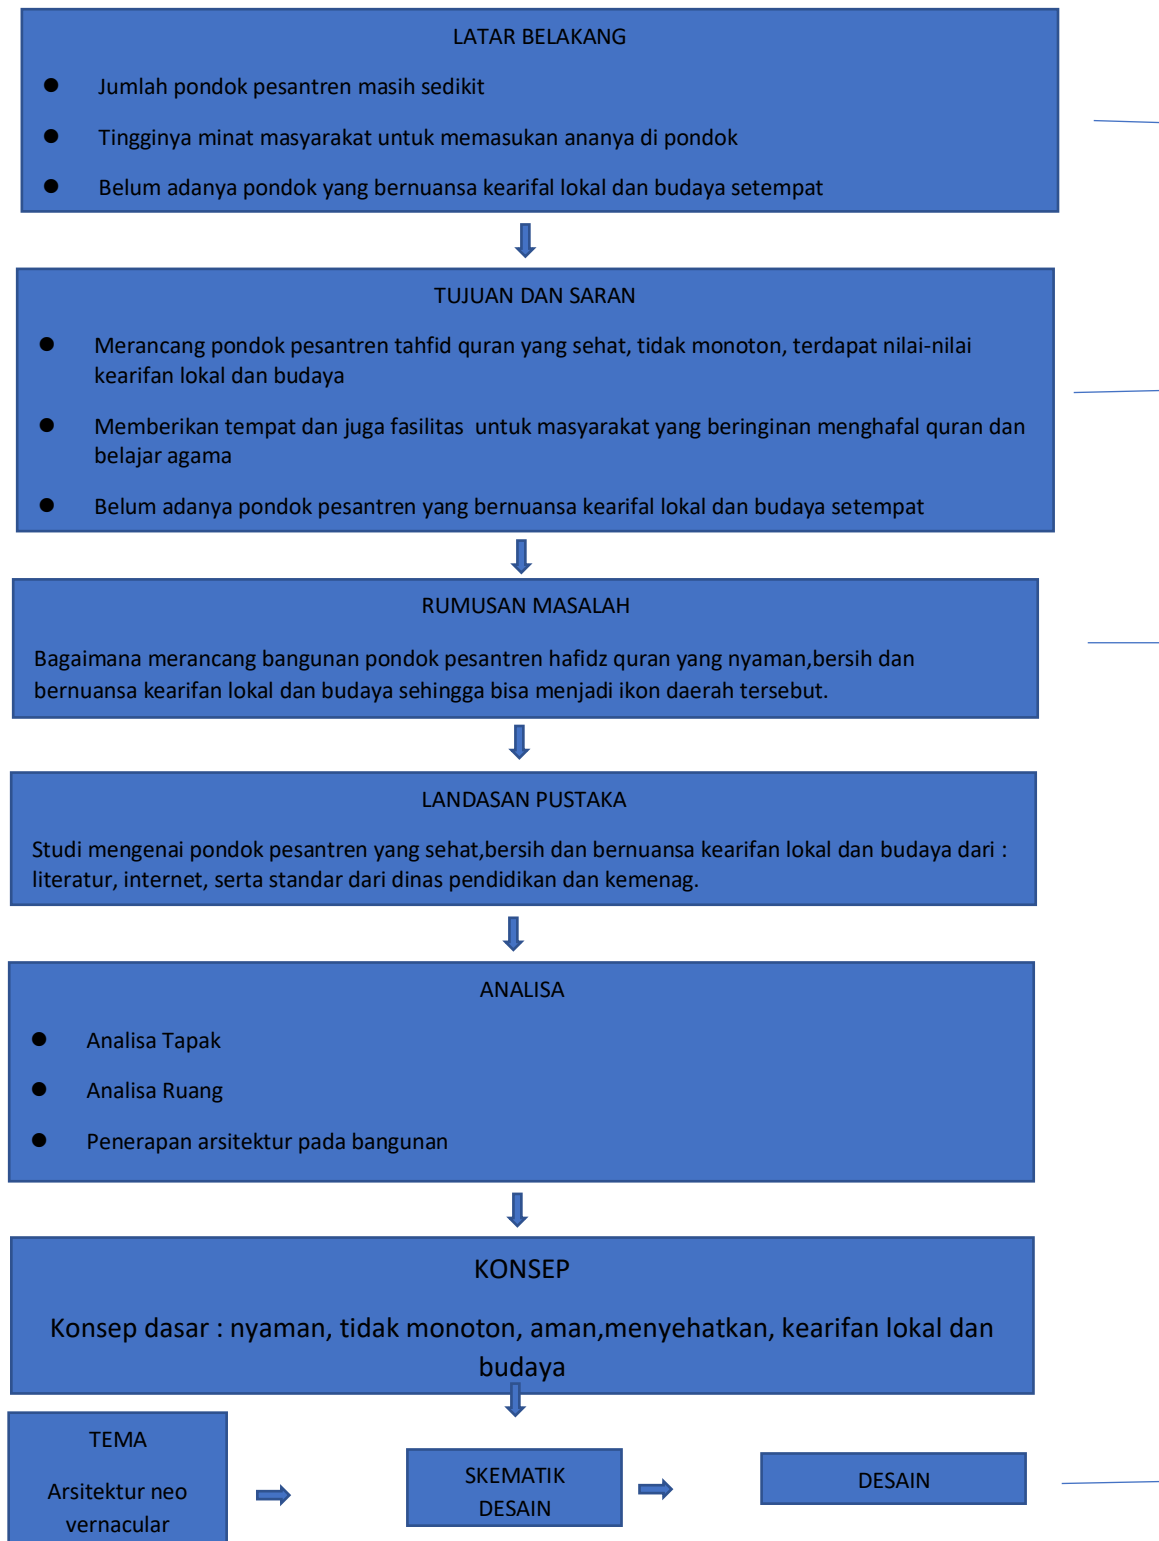 LATAR BELAKANG
● Jumlah pondok pesantren masih sedikit
● Tingginya minat masyarakat untuk memasukan ananya di pondok
● Belum adanya pondok yang bernuansa kearifal lokal dan budaya setempat
TUJUAN DAN SARAN
● Merancang pondok pesantren tahfid quran yang sehat, tidak monoton, terdapat nilai-nilai
kearifan lokal dan budaya
● Memberikan tempat dan juga fasilitas untuk masyarakat yang beringinan menghafal quran dan
belajar agama
● Belum adanya pondok pesantren yang bernuansa kearifal lokal dan budaya setempat
RUMUSAN MASALAH
Bagaimana merancang bangunan pondok pesantren hafidz quran yang nyaman,bersih dan
bernuansa kearifan lokal dan budaya sehingga bisa menjadi ikon daerah tersebut.
LANDASAN PUSTAKA
Studi mengenai pondok pesantren yang sehat,bersih dan bernuansa kearifan lokal dan budaya dari :
literatur, internet, serta standar dari dinas pendidikan dan kemenag.
ANALISA
● Analisa Tapak
● Analisa Ruang
● Penerapan arsitektur pada bangunan
KONSEP
Konsep dasar : nyaman, tidak monoton, aman,menyehatkan, kearifan lokal dan
budaya
TEMA
Arsitektur neo
vernacular
SKEMATIK
DESAIN
DESAIN